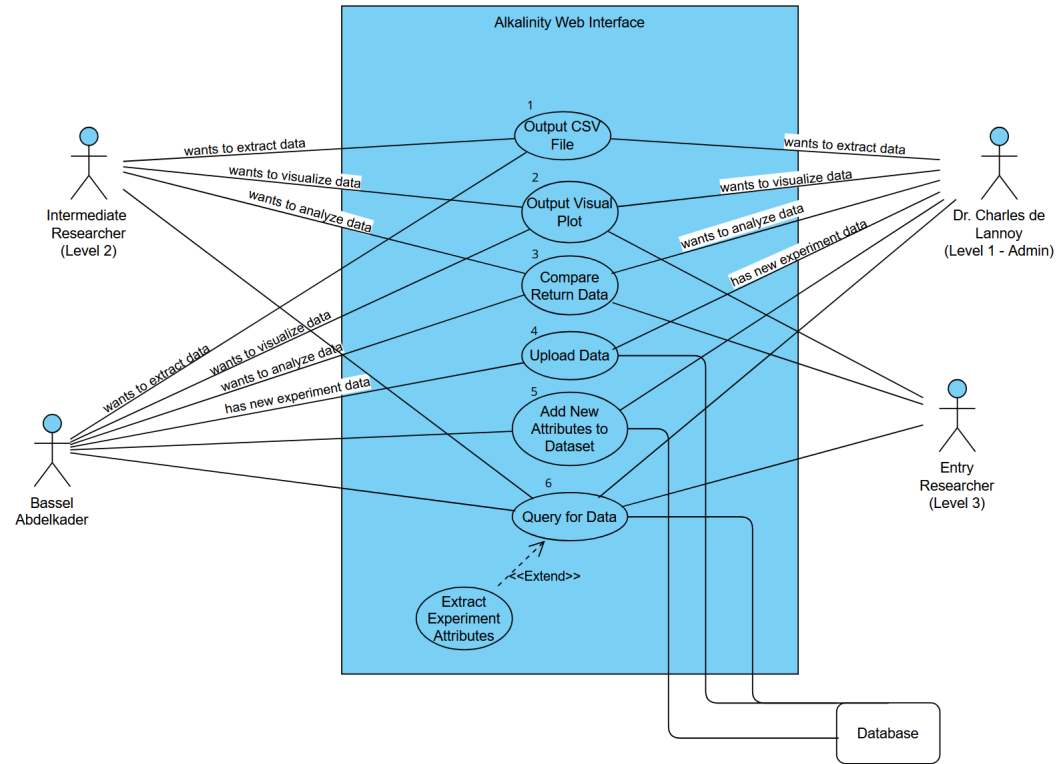 Alkalinity Web Interface
1
Output CSV
File
wants to extract data
wants to extract data
2
Output Visual
Plot
wants to visualize data
wants to visualize data
Intermediate
Researcher
(Level 2)
Dr. Charles de
Lannoy
(Level 1 - Admin)
wants to analyze data
wants to analyze data
3
Compare
Return Data
has new experiment data
4
Upload Data
wants to extract data
wants to visualize data
wants to analyze data
has new experiment data
5
Add New
Attributes to
Dataset
Bassel
Abdelkader
Entry
Researcher
(Level 3)
6
Query for Data
<<Extend>>
Extract
Experiment
Attributes
Database